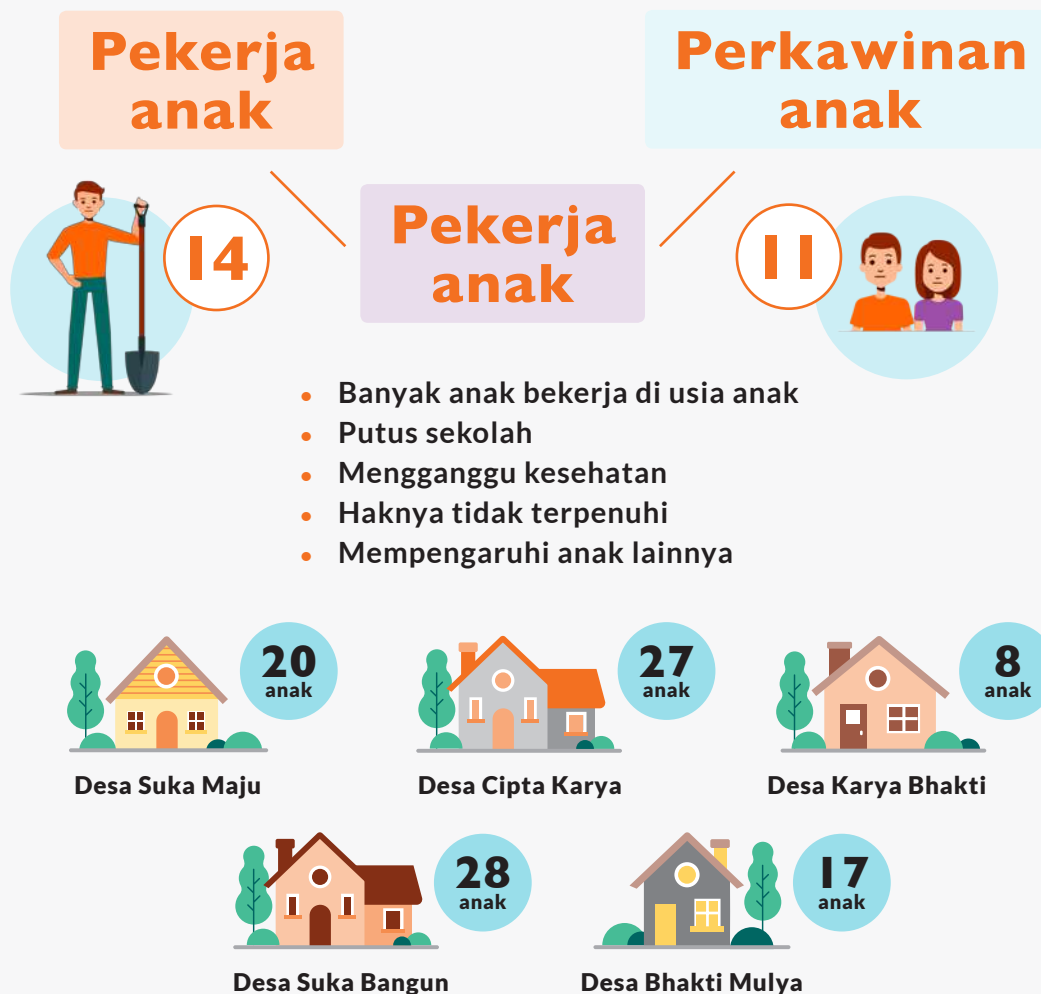 Pekerja
anak
Perkawinan
anak
14
Pekerja
anak
11
• Banyak anak bekerja di usia anak
• Putus sekolah
• Mengganggu kesehatan
• Haknya tidak terpenuhi
• Mempengaruhi anak lainnya
20
anak
Desa Suka Maju
27
anak
Desa Cipta Karya
8
anak
Desa Karya Bhakti
28
anak
Desa Suka Bangun
17
anak
Desa Bhakti Mulya